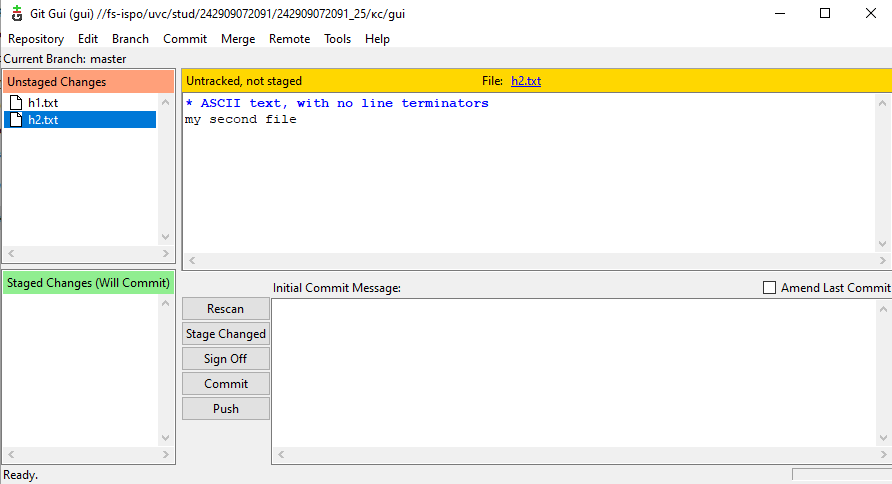 Git Gui (gui) //fs-ispo/uvc/stud/242909072091/242909072091_25/кс/gui
Repository Edit Branch Commit Merge Remote Tools Help
Current Branch: master
Unstaged Changes
h1.txt
h2.txt
Untracked, not staged File: h2.txt
* ASCII text, with no line terminators
my second file
Staged Changes (Will Commit)
Initial Commit Message: Amend Last Commit
Rescan
Stage Changed
Sign Off
Commit
Push
Ready.